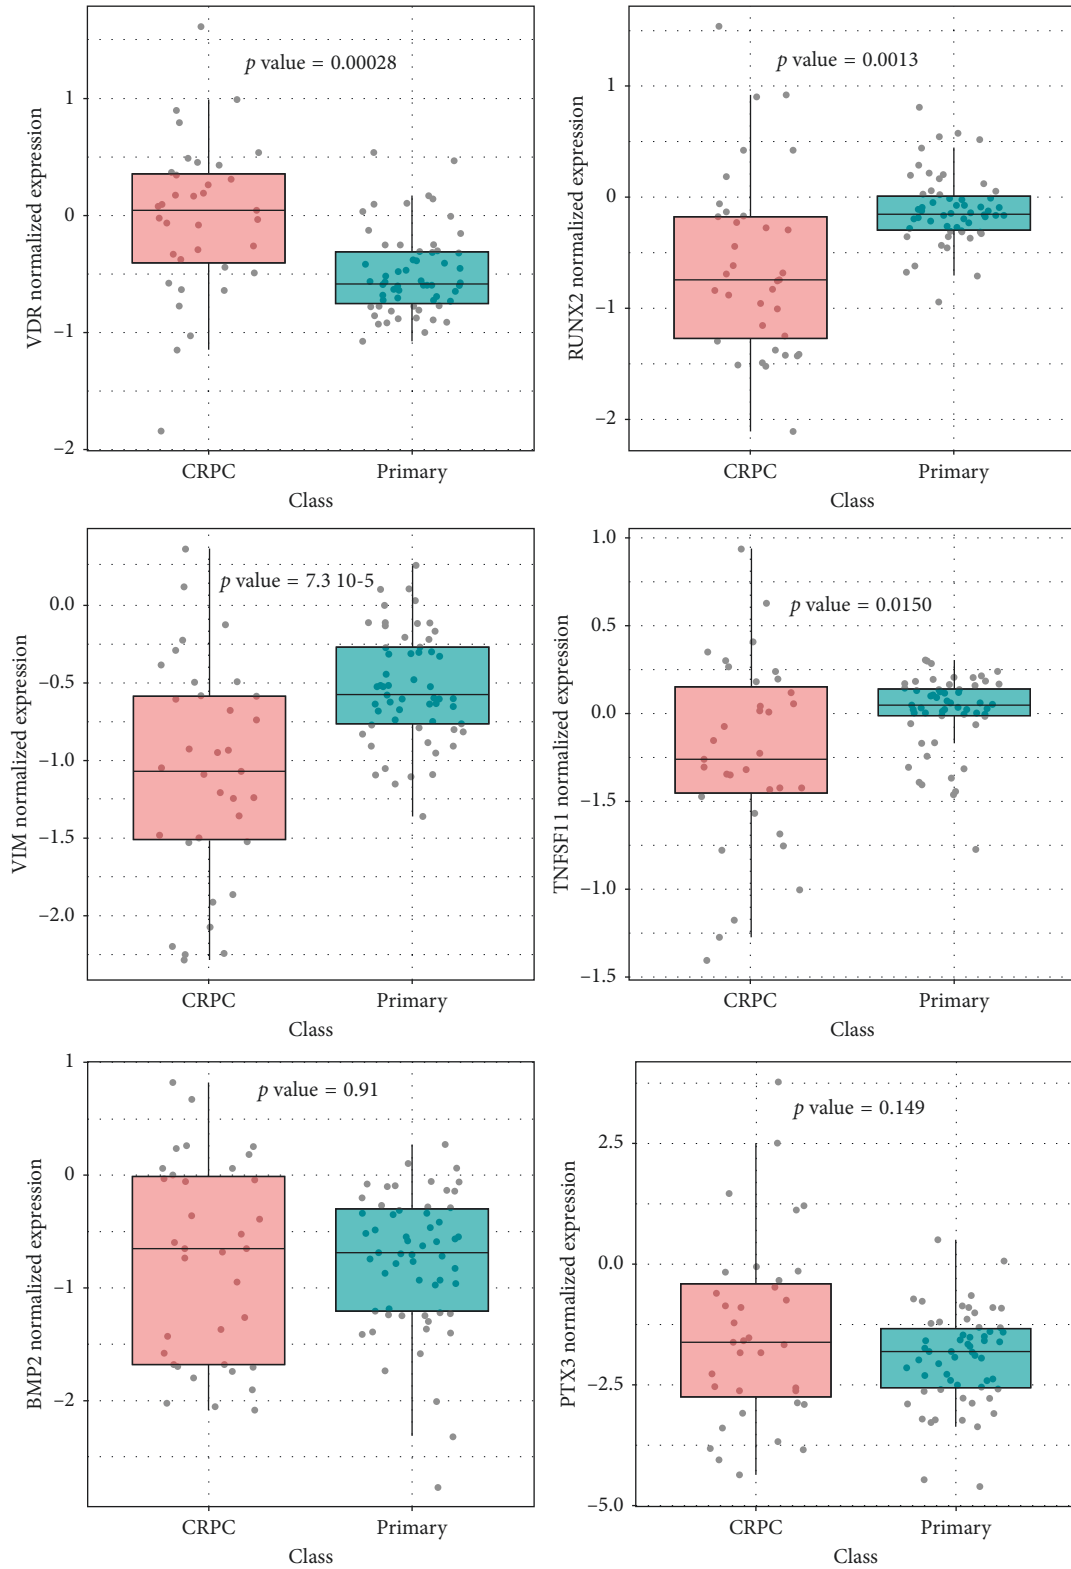 p value = 0.00028
VDR normalized expression
1
0
−1
−2
CRPC
Primary
Class
p value = 0.0013
RUNX2 normalized expression
1
0
−1
−2
CRPC
Primary
Class
p value = 7.3 10-5
VIM normalized expression
0.0
−0.5
−1.0
−1.5
−2.0
CRPC
Primary
Class
p value = 0.0150
TNFSF11 normalized expression
1.0
0.5
0.0
−1.5
−1.0
−1.5
CRPC
Primary
Class
p value = 0.91
BMP2 normalized expression
1
0
−1
−2
CRPC
Primary
Class
p value = 0.149
PTX3 normalized expression
2.5
0.0
−2.5
−5.0
CRPC
Primary
Class